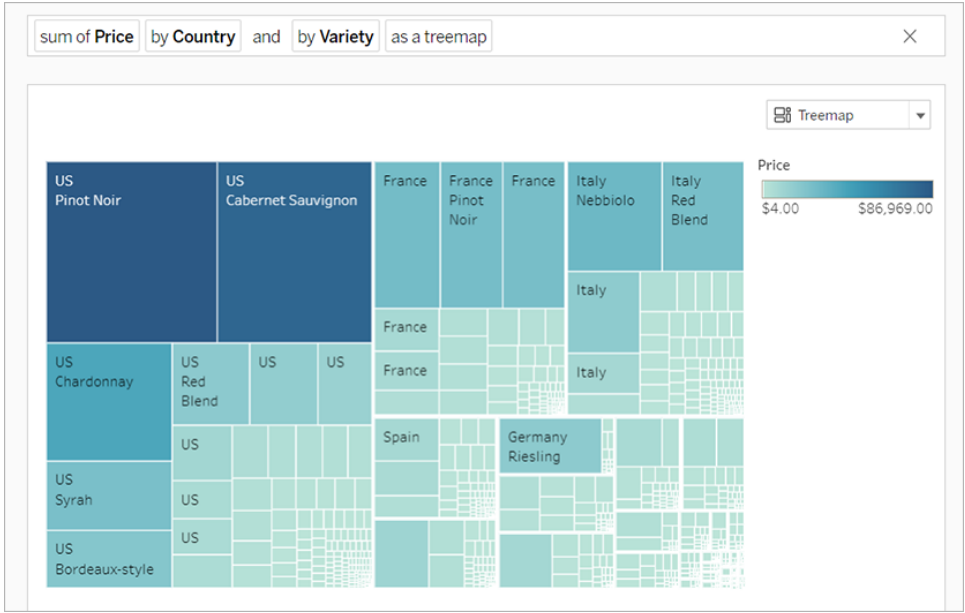 sum of Price by Country and by Variety as a treemap
Treemap
Price
$4.00 $86,969.00
US
Pinot Noir
US
Cabernet Sauvignon
US
Chardonnay
US
Red
Blend
US
US
US
Syrah
US
US
US
US
Bordeaux-style
France
France
Pinot
Noir
France
France
France
Italy
Nebbiolo
Italy
Red
Blend
Italy
Italy
Spain
Germany
Riesling